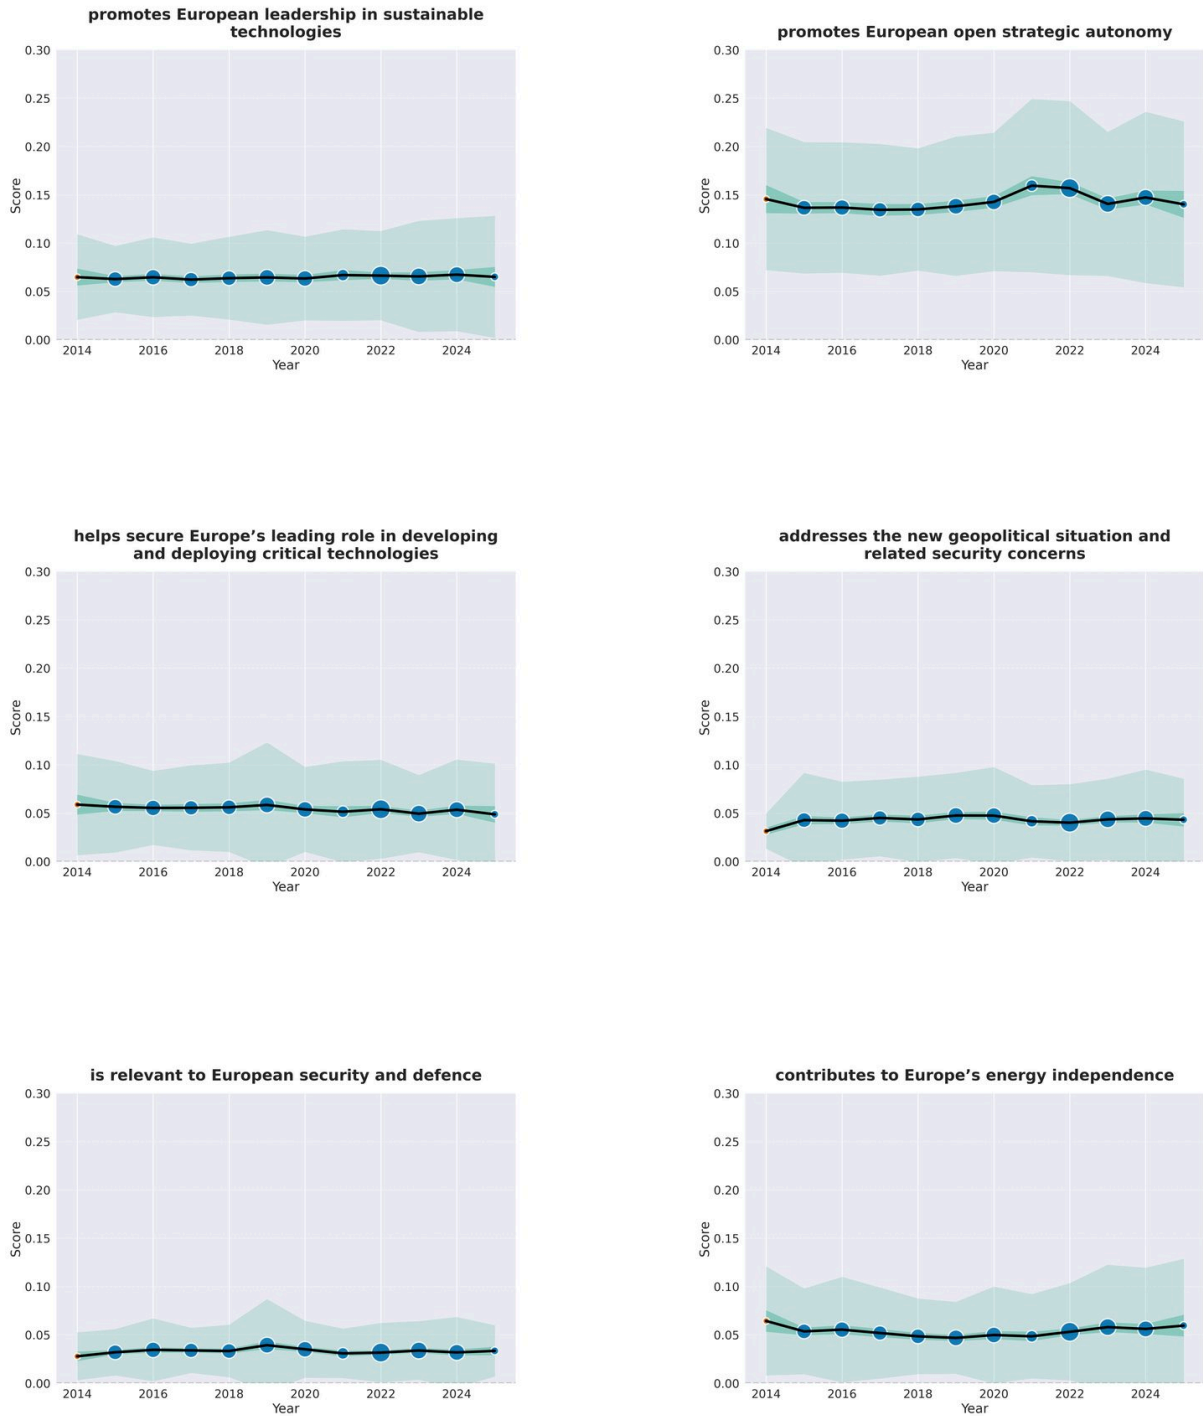 promotes European leadership in sustainable
technologies
0.30
0.25
0.20
0.15
0.10
0.05
0.00
Score
2014 2016 2018 2020 2022 2024
Year
promotes European open strategic autonomy
0.30
0.25
0.20
0.15
0.10
0.05
0.00
Score
2014 2016 2018 2020 2022 2024
Year
helps secure Europe’s leading role in developing
and deploying critical technologies
0.30
0.25
0.20
0.15
0.10
0.05
0.00
Score
2014 2016 2018 2020 2022 2024
Year
addresses the new geopolitical situation and
related security concerns
0.30
0.25
0.20
0.15
0.10
0.05
0.00
Score
2014 2016 2018 2020 2022 2024
Year
is relevant to European security and defence
0.30
0.25
0.20
0.15
0.10
0.05
0.00
Score
2014 2016 2018 2020 2022 2024
Year
contributes to Europe’s energy independence
0.30
0.25
0.20
0.15
0.10
0.05
0.00
Score
2014 2016 2018 2020 2022 2024
Year